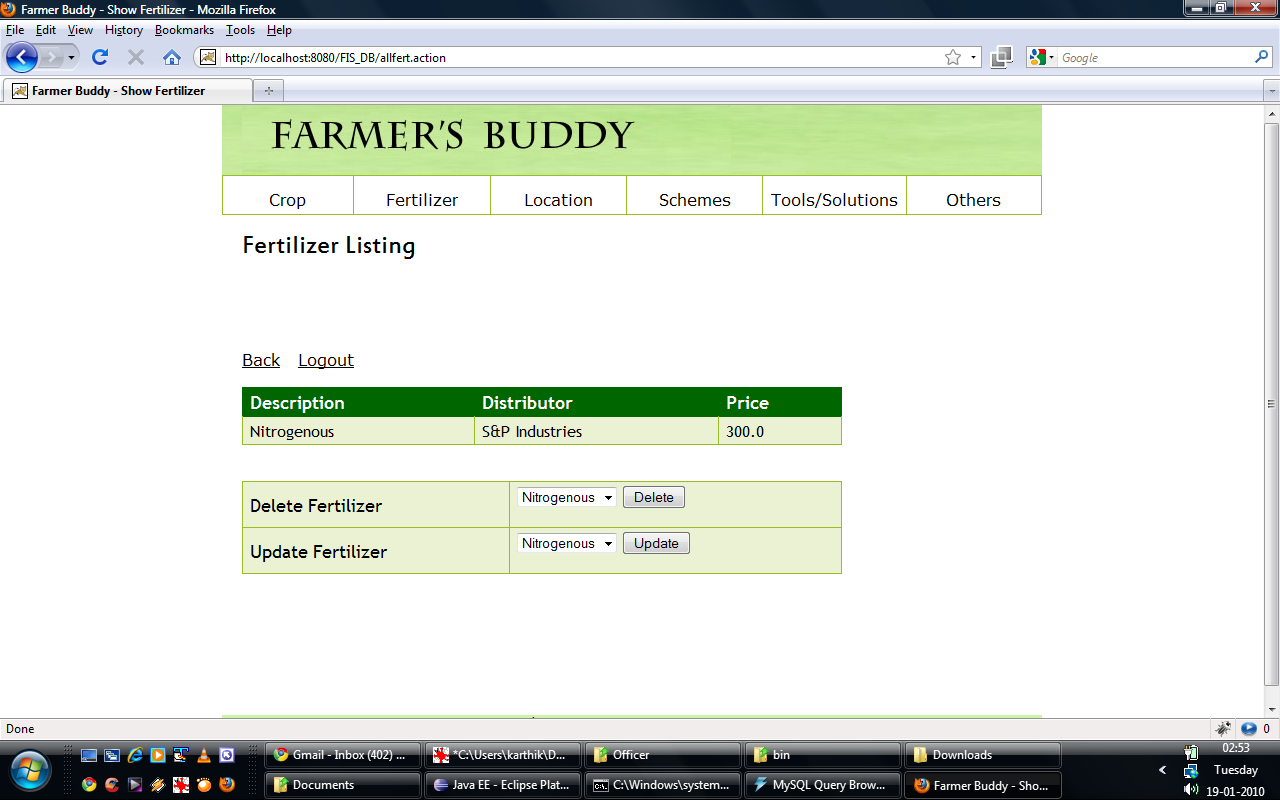 Farmer Buddy - Show Fertilizer - Mozilla Firefox
File Edit View History Bookmarks Tools Help
http://localhost:8080/FIS_DB/allfert.action
Google
Farmer Buddy - Show Fertilizer
FARMER'S BUDDY
Crop Fertilizer Location Schemes Tools/Solutions Others
Fertilizer Listing
Back Logout
Description Distributor Price
Nitrogenous S&P Industries 300.0
Delete Fertilizer Nitrogenous Delete
Update Fertilizer Nitrogenous Update
Done 0
Gmail - Inbox (402) ... *C:\Users\karthik\D... Officer bin Downloads 02:53
Documents Java EE - Eclipse Plat... C:\Windows\system... MySQL Query Brow... Farmer Buddy - Sho... Tuesday
19-01-2010